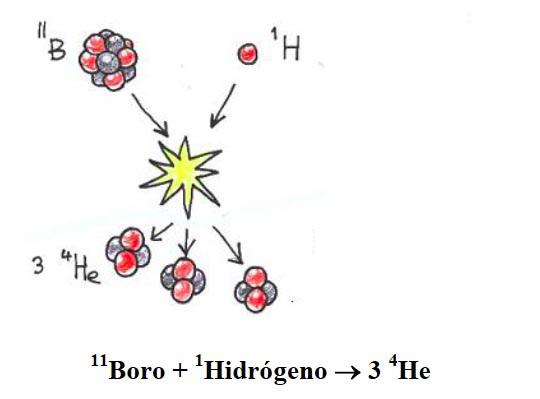 ¹¹B
¹H
3 ⁴He
¹¹Boro + ¹Hidrógeno → 3 ⁴He